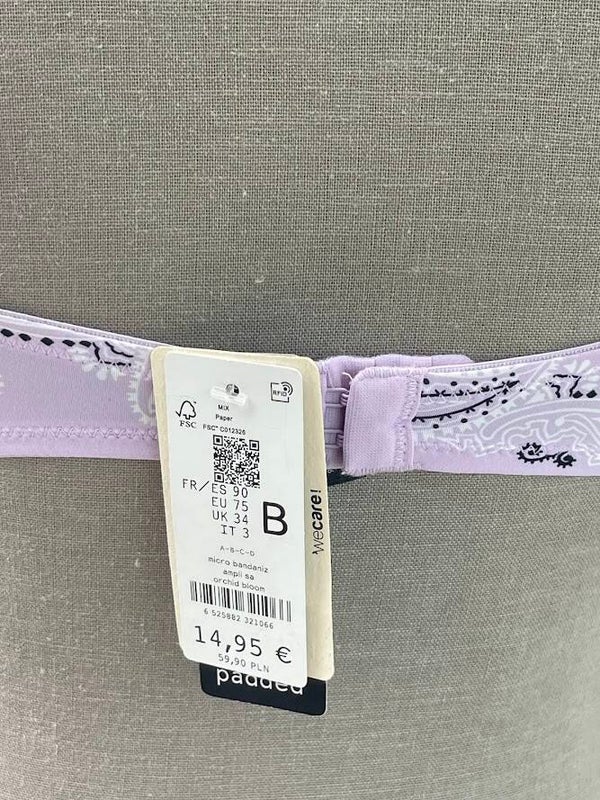 MIX
Paper
FSC
FSC® C012326
RFID
FR/ES 90
EU 75
UK 34
IT 3
B
A-B-C-D
micro bandaniz
ampli sa
orchid bloom
6 525882 321066
14,95 €
59,90 PLN
wecare!
padded